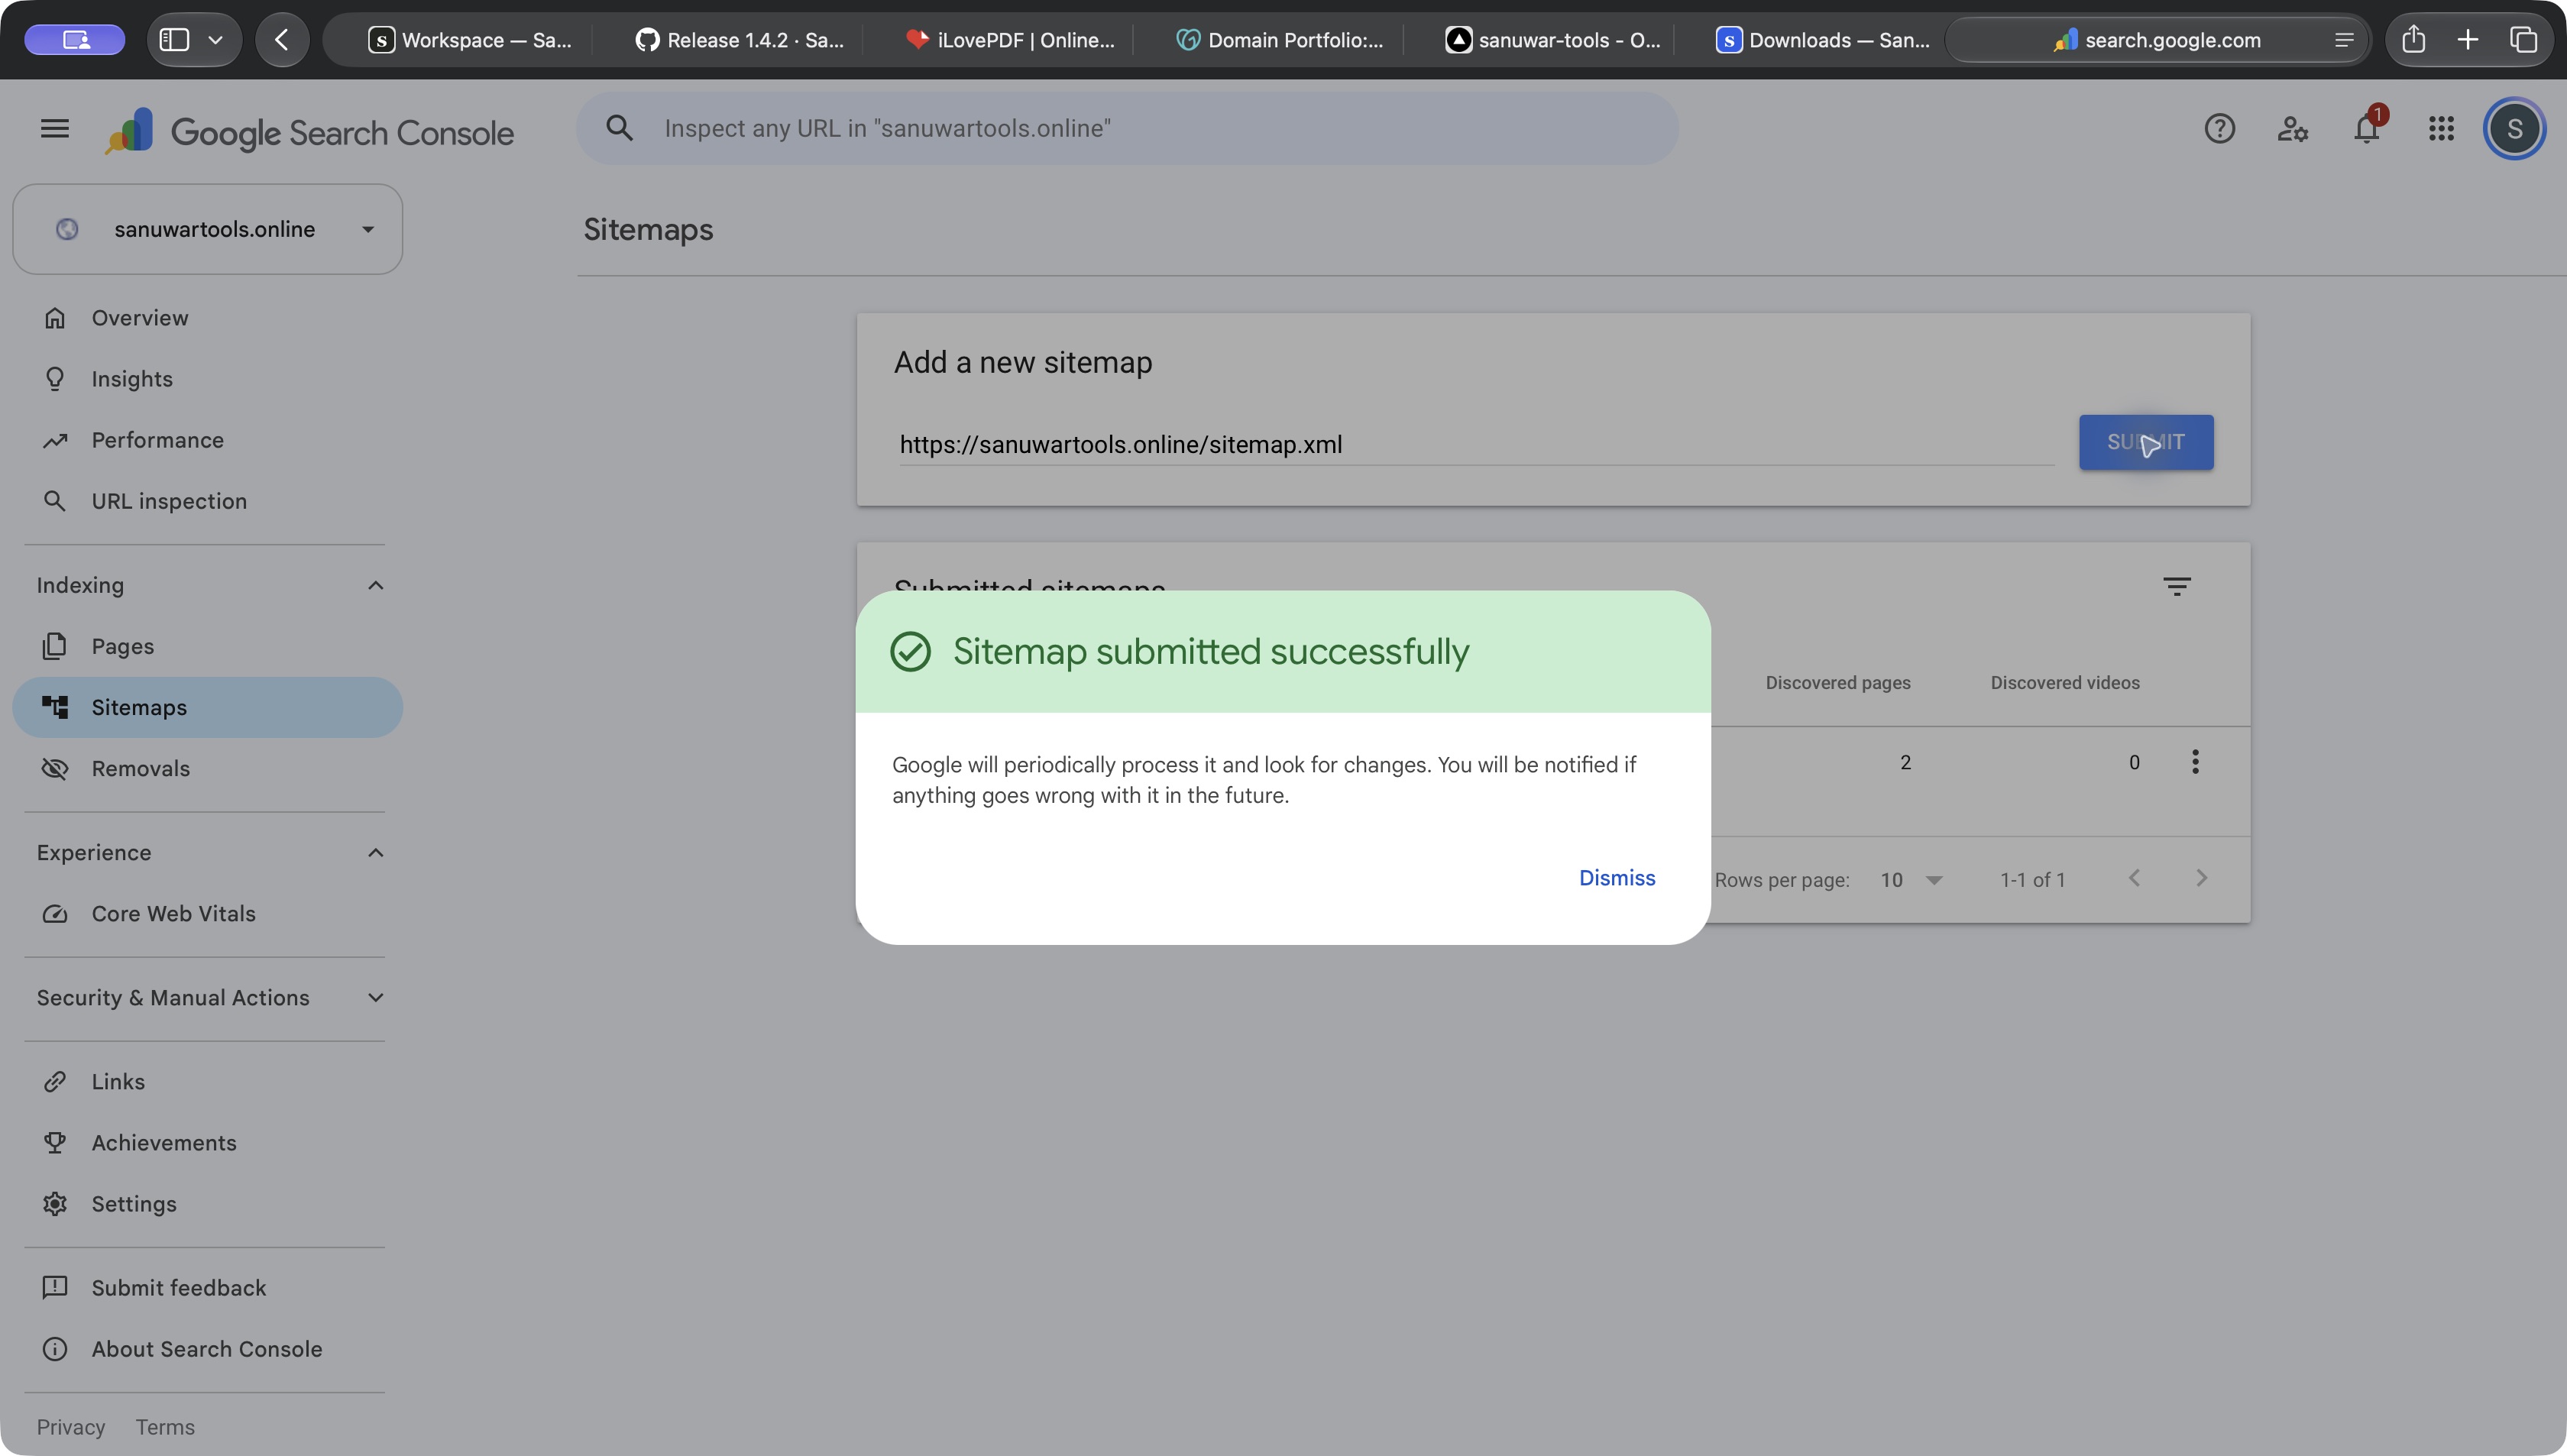 Workspace — Sa...
Release 1.4.2 · Sa...
iLovePDF | Online...
Domain Portfolio:...
sanuwar-tools - O...
Downloads — San...
search.google.com
Google Search Console
Inspect any URL in "sanuwartools.online"
1
S
sanuwartools.online
Overview
Insights
Performance
URL inspection
Indexing
Pages
Sitemaps
Removals
Experience
Core Web Vitals
Security & Manual Actions
Links
Achievements
Settings
Submit feedback
About Search Console
Privacy Terms
Sitemaps
Add a new sitemap
https://sanuwartools.online/sitemap.xml
SUBMIT
Submitted sitemaps
Discovered pages
Discovered videos
2
0
Rows per page: 10
1-1 of 1
Sitemap submitted successfully
Google will periodically process it and look for changes. You will be notified if
anything goes wrong with it in the future.
Dismiss